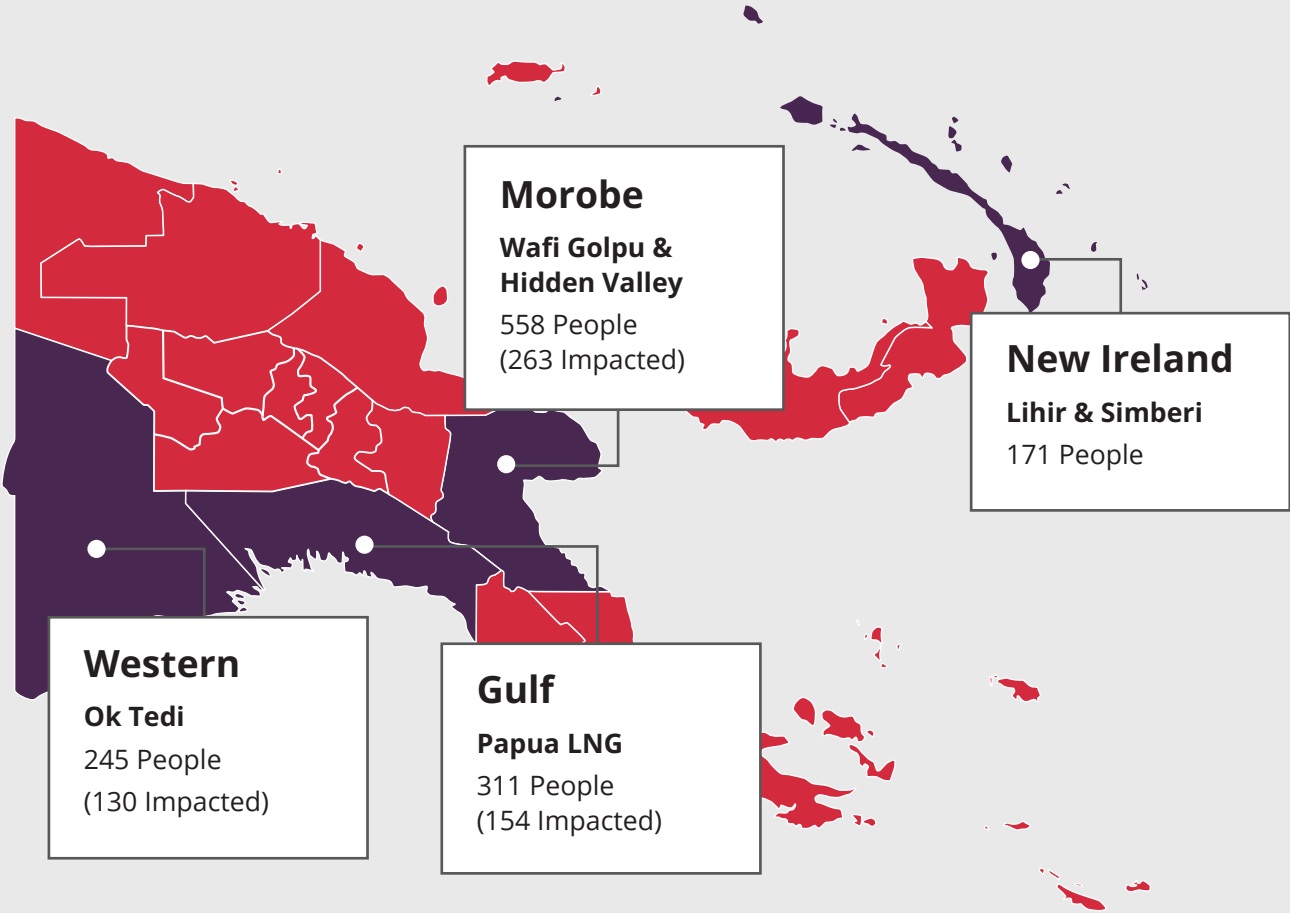 Morobe
Wafi Golpu &
Hidden Valley
558 People
(263 Impacted)
New Ireland
Lihir & Simberi
171 People
Western
Ok Tedi
245 People
(130 Impacted)
Gulf
Papua LNG
311 People
(154 Impacted)